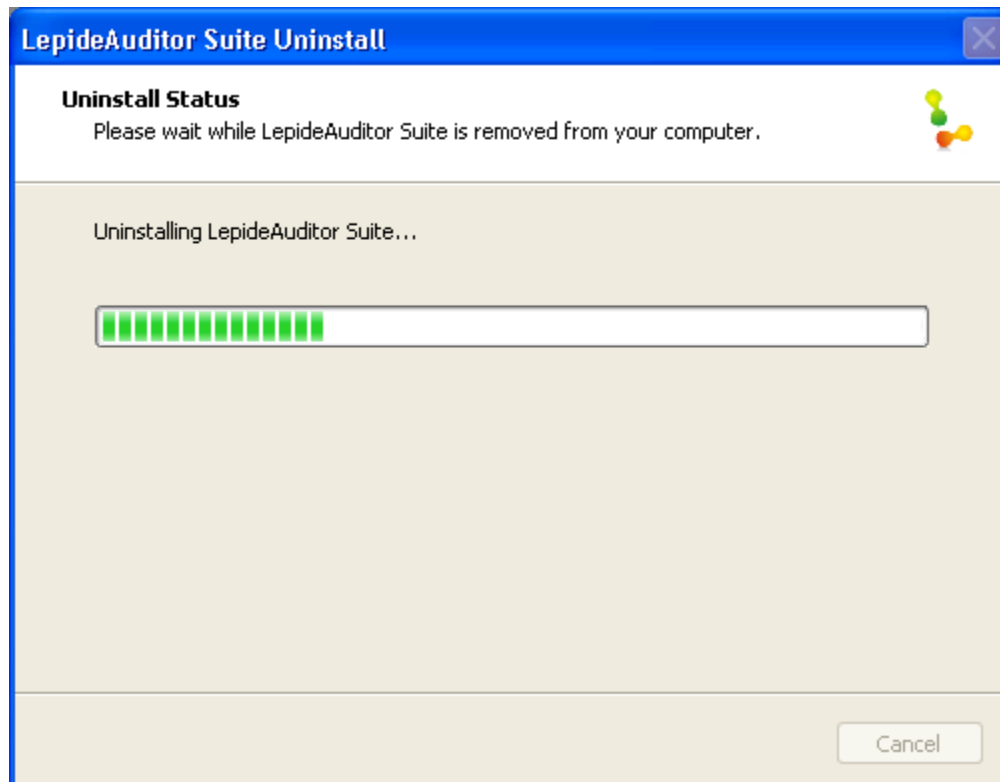 LepideAuditor Suite Uninstall
Uninstall Status
Please wait while LepideAuditor Suite is removed from your computer.
Uninstalling LepideAuditor Suite...
Cancel